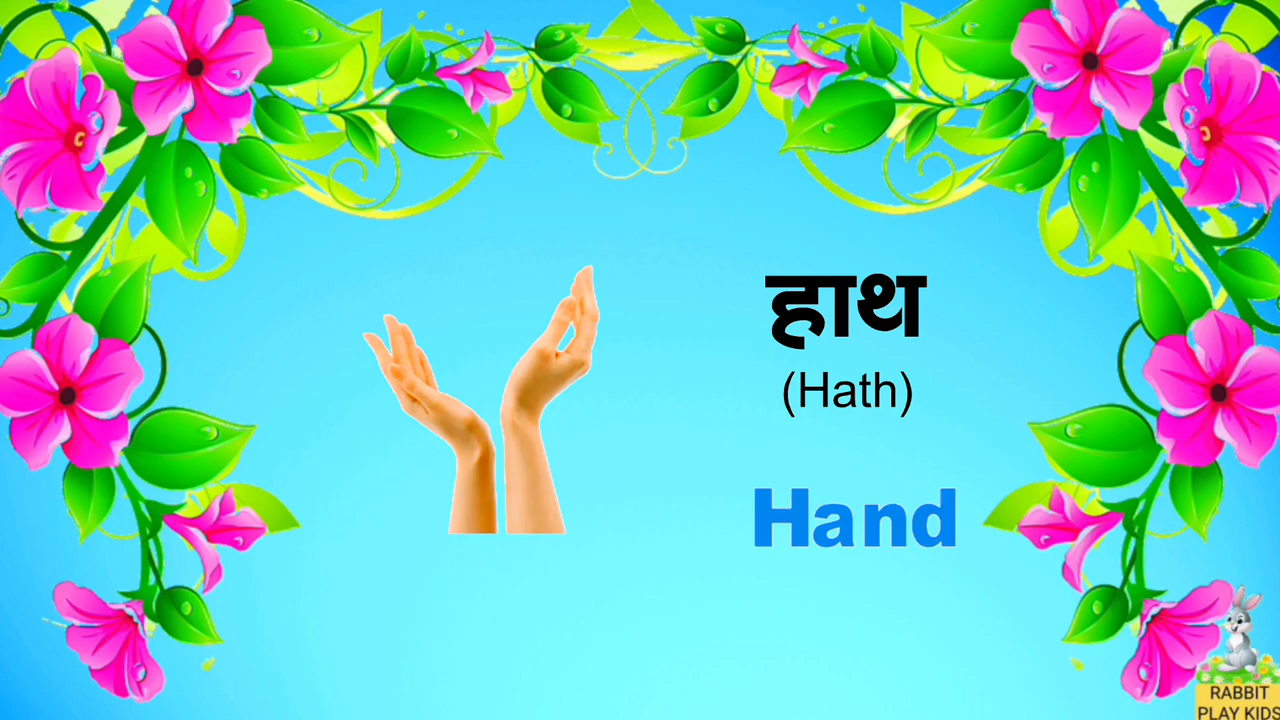 हाथ
(Hath)
Hand
RABBIT
PLAY KIDS